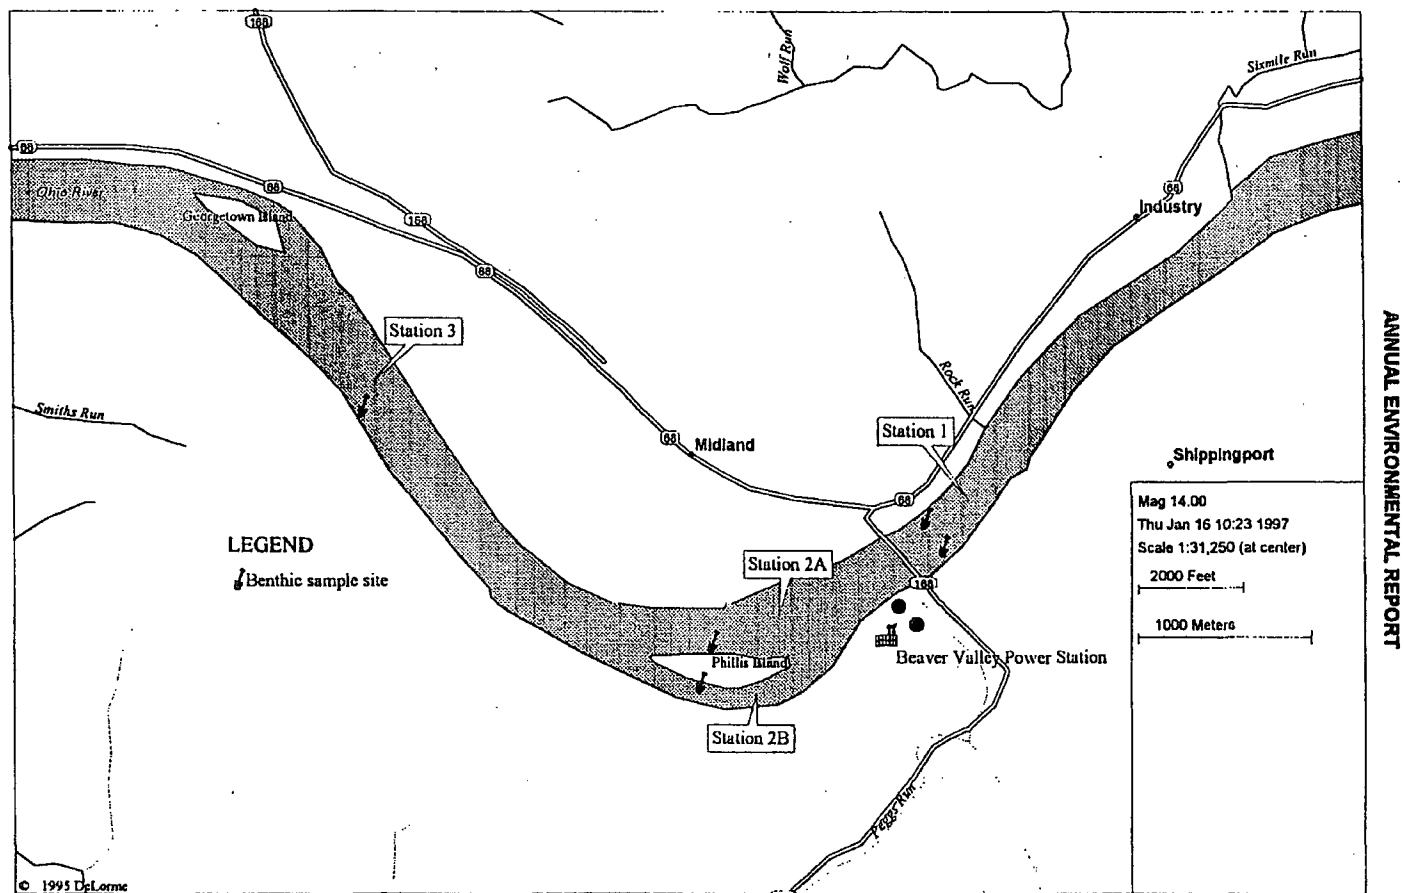 168
Wolf Run
Sixmile Run
68
Ohio River
68
Georgetown Island
168
68
68
Industry
Station 3
Rock Run
Smiths Run
Station 1
68
Midland
Shippingport
68
Mag 14.00
Thu Jan 16 10:23 1997
Scale 1:31,250 (at center)
2000 Feet
1000 Meters
LEGEND
Benthic sample site
Station 2A
168
Phillis Island
Beaver Valley Power Station
Station 2B
Peggs Run
© 1995 DeLorme
ANNUAL ENVIRONMENTAL REPORT